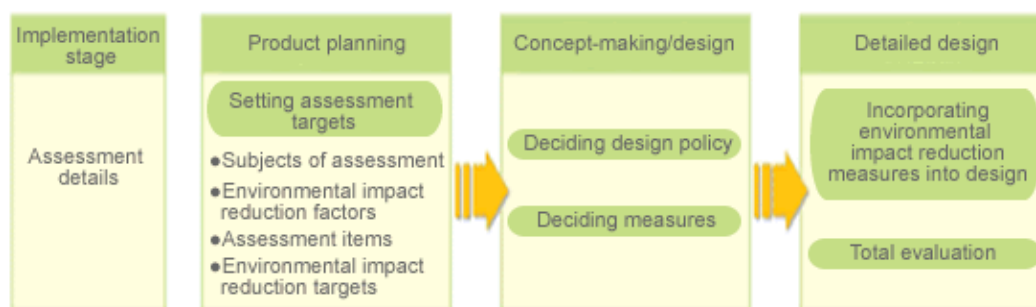 Implementation
stage
Assessment
details
Product planning
Setting assessment
targets
●Subjects of assessment
●Environmental impact
reduction factors
●Assessment items
●Environmental impact
reduction targets
Concept-making/design
Deciding design policy
Deciding measures
Detailed design
Incorporating
environmental
impact reduction
measures into design
Total evaluation